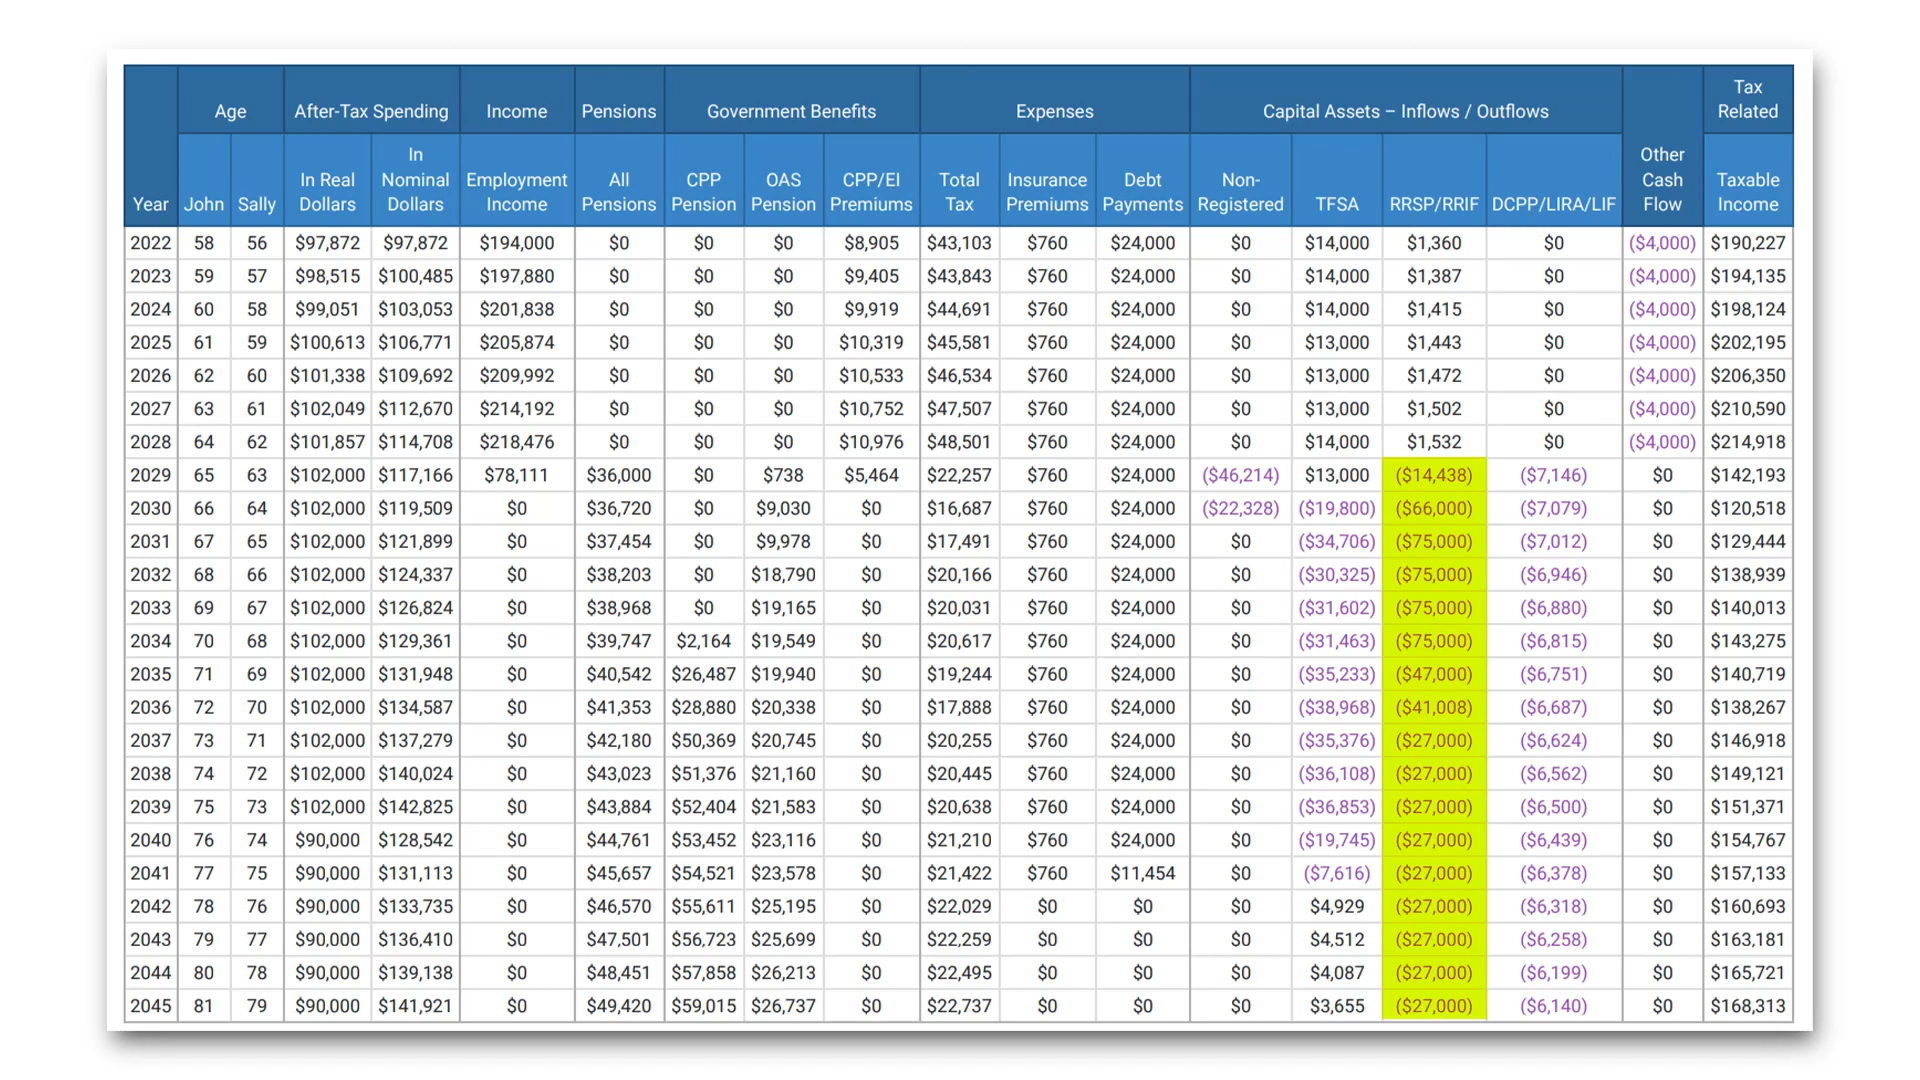 Age After-Tax Spending Income Pensions Government Benefits Expenses Capital Assets – Inflows / Outflows Tax Related
Year John Sally In Real Dollars In Nominal Dollars Employment Income All Pensions CPP Pension OAS Pension CPP/EI Premiums Total Tax Insurance Premiums Debt Payments Non-Registered TFSA RRSP/RRIF DCPP/LIRA/LIF Other Cash Flow Taxable Income
2022 58 56 $97,872 $97,872 $194,000 $0 $0 $0 $8,905 $43,103 $760 $24,000 $0 $14,000 $1,360 $0 ($4,000) $190,227
2023 59 57 $98,515 $100,485 $197,880 $0 $0 $0 $9,405 $43,843 $760 $24,000 $0 $14,000 $1,387 $0 ($4,000) $194,135
2024 60 58 $99,051 $103,053 $201,838 $0 $0 $0 $9,919 $44,691 $760 $24,000 $0 $14,000 $1,415 $0 ($4,000) $198,124
2025 61 59 $100,613 $106,771 $205,874 $0 $0 $0 $10,319 $45,581 $760 $24,000 $0 $13,000 $1,443 $0 ($4,000) $202,195
2026 62 60 $101,338 $109,692 $209,992 $0 $0 $0 $10,533 $46,534 $760 $24,000 $0 $13,000 $1,472 $0 ($4,000) $206,350
2027 63 61 $102,049 $112,670 $214,192 $0 $0 $0 $10,752 $47,507 $760 $24,000 $0 $13,000 $1,502 $0 ($4,000) $210,590
2028 64 62 $101,857 $114,708 $218,476 $0 $0 $0 $10,976 $48,501 $760 $24,000 $0 $14,000 $1,532 $0 ($4,000) $214,918
2029 65 63 $102,000 $117,166 $78,111 $36,000 $0 $738 $5,464 $22,257 $760 $24,000 ($46,214) $13,000 ($14,438) ($7,146) $0 $142,193
2030 66 64 $102,000 $119,509 $0 $36,720 $0 $9,030 $0 $16,687 $760 $24,000 ($22,328) ($19,800) ($66,000) ($7,079) $0 $120,518
2031 67 65 $102,000 $121,899 $0 $37,454 $0 $9,978 $0 $17,491 $760 $24,000 $0 ($34,706) ($75,000) ($7,012) $0 $129,444
2032 68 66 $102,000 $124,337 $0 $38,203 $0 $18,790 $0 $20,166 $760 $24,000 $0 ($30,325) ($75,000) ($6,946) $0 $138,939
2033 69 67 $102,000 $126,824 $0 $38,968 $0 $19,165 $0 $20,031 $760 $24,000 $0 ($31,602) ($75,000) ($6,880) $0 $140,013
2034 70 68 $102,000 $129,361 $0 $39,747 $2,164 $19,549 $0 $20,617 $760 $24,000 $0 ($31,463) ($75,000) ($6,815) $0 $143,275
2035 71 69 $102,000 $131,948 $0 $40,542 $26,487 $19,940 $0 $19,244 $760 $24,000 $0 ($35,233) ($47,000) ($6,751) $0 $140,719
2036 72 70 $102,000 $134,587 $0 $41,353 $28,880 $20,338 $0 $17,888 $760 $24,000 $0 ($38,968) ($41,008) ($6,687) $0 $138,267
2037 73 71 $102,000 $137,279 $0 $42,180 $50,369 $20,745 $0 $20,255 $760 $24,000 $0 ($35,376) ($27,000) ($6,624) $0 $146,918
2038 74 72 $102,000 $140,024 $0 $43,023 $51,376 $21,160 $0 $20,445 $760 $24,000 $0 ($36,108) ($27,000) ($6,562) $0 $149,121
2039 75 73 $102,000 $142,825 $0 $43,884 $52,404 $21,583 $0 $20,638 $760 $24,000 $0 ($36,853) ($27,000) ($6,500) $0 $151,371
2040 76 74 $90,000 $128,542 $0 $44,761 $53,452 $23,116 $0 $21,210 $760 $24,000 $0 ($19,745) ($27,000) ($6,439) $0 $154,767
2041 77 75 $90,000 $131,113 $0 $45,657 $54,521 $23,578 $0 $21,422 $760 $11,454 $0 ($7,616) ($27,000) ($6,378) $0 $157,133
2042 78 76 $90,000 $133,735 $0 $46,570 $55,611 $25,195 $0 $22,029 $0 $0 $0 $4,929 ($27,000) ($6,318) $0 $160,693
2043 79 77 $90,000 $136,410 $0 $47,501 $56,723 $25,699 $0 $22,259 $0 $0 $0 $4,512 ($27,000) ($6,258) $0 $163,181
2044 80 78 $90,000 $139,138 $0 $48,451 $57,858 $26,213 $0 $22,495 $0 $0 $0 $4,087 ($27,000) ($6,199) $0 $165,721
2045 81 79 $90,000 $141,921 $0 $49,420 $59,015 $26,737 $0 $22,737 $0 $0 $0 $3,655 ($27,000) ($6,140) $0 $168,313